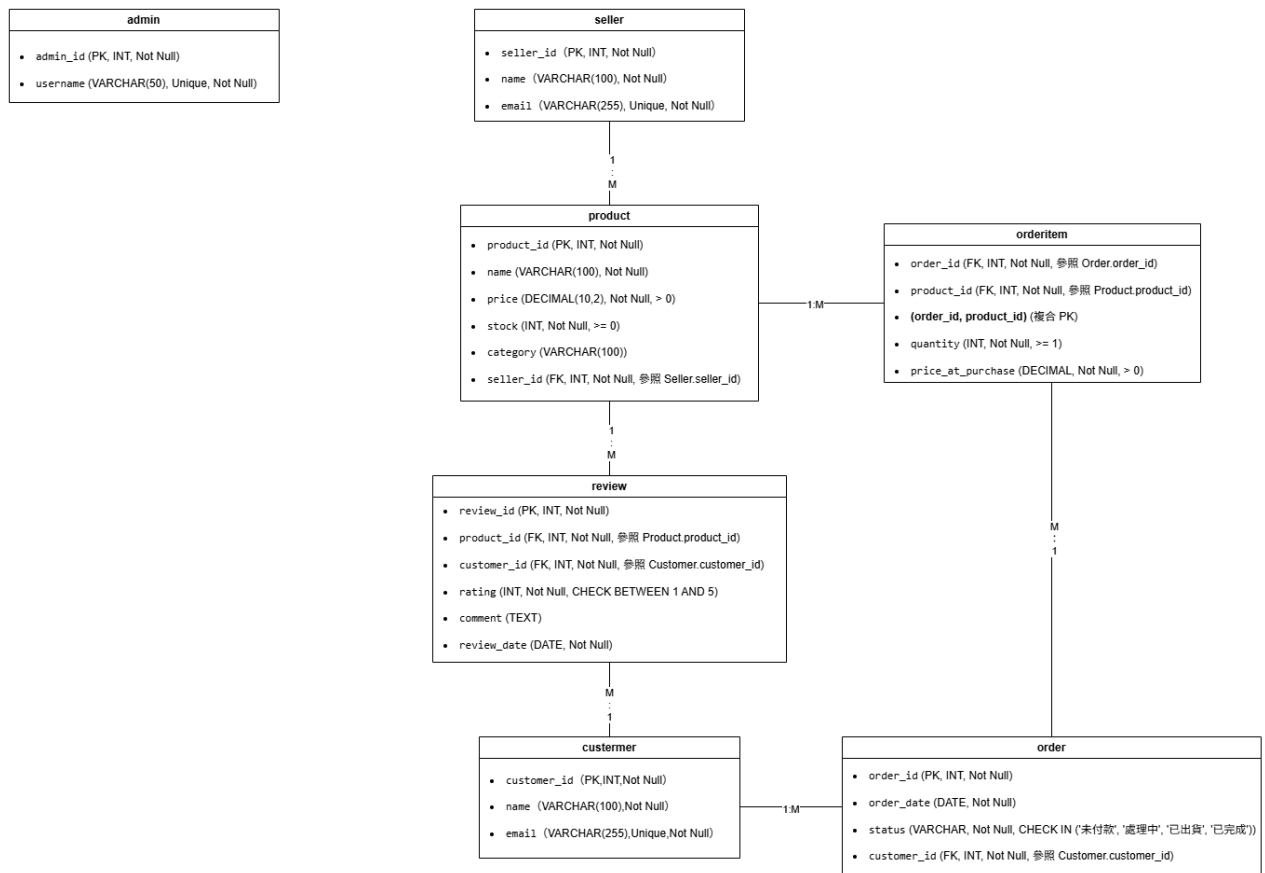 admin
admin_id (PK, INT, Not Null)
username (VARCHAR(50), Unique, Not Null)
seller
seller_id（PK, INT, Not Null）
name（VARCHAR(100), Not Null）
email（VARCHAR(255), Unique, Not Null）
1
:
M
product
product_id (PK, INT, Not Null)
name (VARCHAR(100), Not Null)
price (DECIMAL(10,2), Not Null, > 0)
stock (INT, Not Null, >= 0)
category (VARCHAR(100))
seller_id (FK, INT, Not Null, 參照 Seller.seller_id)
1:M
orderitem
order_id (FK, INT, Not Null, 參照 Order.order_id)
product_id (FK, INT, Not Null, 參照 Product.product_id)
(order_id, product_id) (複合 PK)
quantity (INT, Not Null, >= 1)
price_at_purchase (DECIMAL, Not Null, > 0)
1
:
M
review
review_id (PK, INT, Not Null)
product_id (FK, INT, Not Null, 參照 Product.product_id)
customer_id (FK, INT, Not Null, 參照 Customer.customer_id)
rating (INT, Not Null, CHECK BETWEEN 1 AND 5)
comment (TEXT)
review_date (DATE, Not Null)
M
:
1
M
:
1
custermer
customer_id（PK,INT,Not Null）
name（VARCHAR(100),Not Null）
email（VARCHAR(255),Unique,Not Null）
1:M
order
order_id (PK, INT, Not Null)
order_date (DATE, Not Null)
status (VARCHAR, Not Null, CHECK IN ('未付款', '處理中', '已出貨', '已完成'))
customer_id (FK, INT, Not Null, 參照 Customer.customer_id)